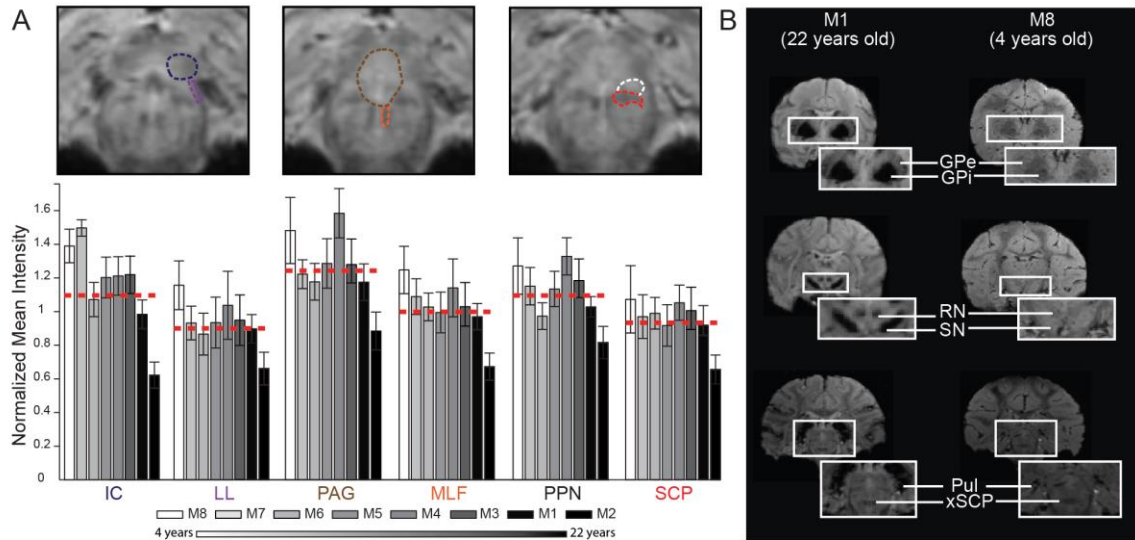 A
Normalized Mean Intensity
1.6
1.4
1.2
1
0.8
0.6
0.4
0.2
0
IC LL PAG MLF PPN SCP
M8 M7 M6 M5 M4 M3 M1 M2
4 years 22 years
B
M1 M8
(22 years old) (4 years old)
GPe
GPi
RN
SN
Pul
xSCP